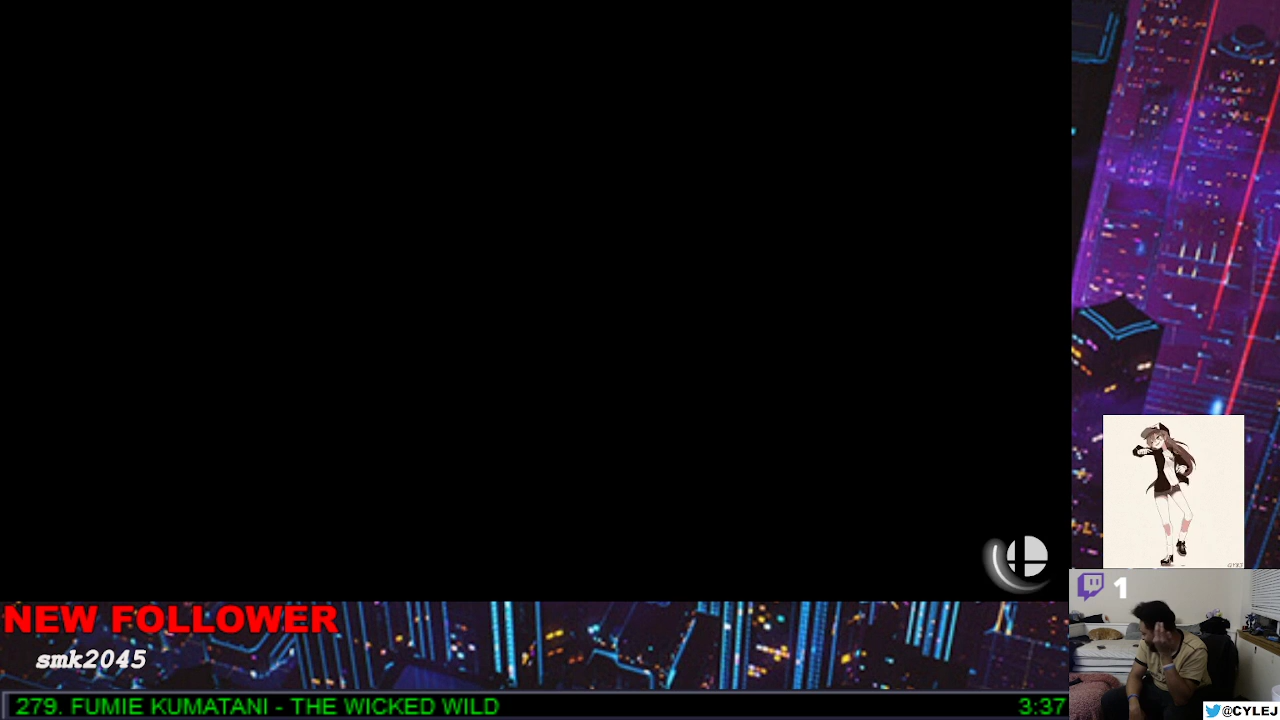 NEW FOLLOWER
smk2045
1
@CYLEJ
279. FUMIE KUMATANI - THE WICKED WILD
3:37